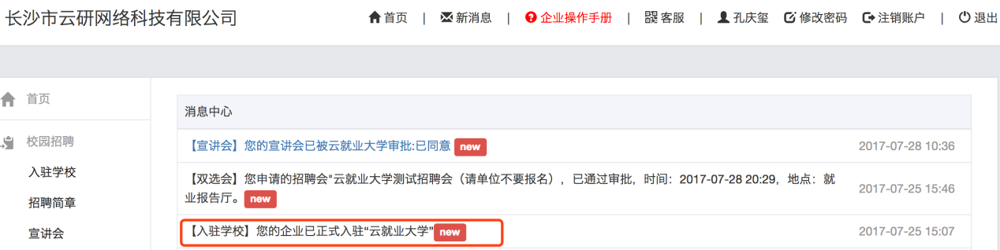 长沙市云研网络科技有限公司
首页 | 新消息 | 企业操作手册 | 客服 | 孔庆玺 修改密码 注销账户 | 退出
首页
校园招聘
入驻学校
招聘简章
宣讲会
消息中心
【宣讲会】您的宣讲会已被云就业大学审批:已同意 new 2017-07-28 10:36
【双选会】您申请的招聘会"云就业大学测试招聘会（请单位不要报名），已通过审批，时间：2017-07-28 20:29，地点：就
业报告厅。 new 2017-07-25 15:46
【入驻学校】您的企业已正式入驻“云就业大学” new 2017-07-25 15:07